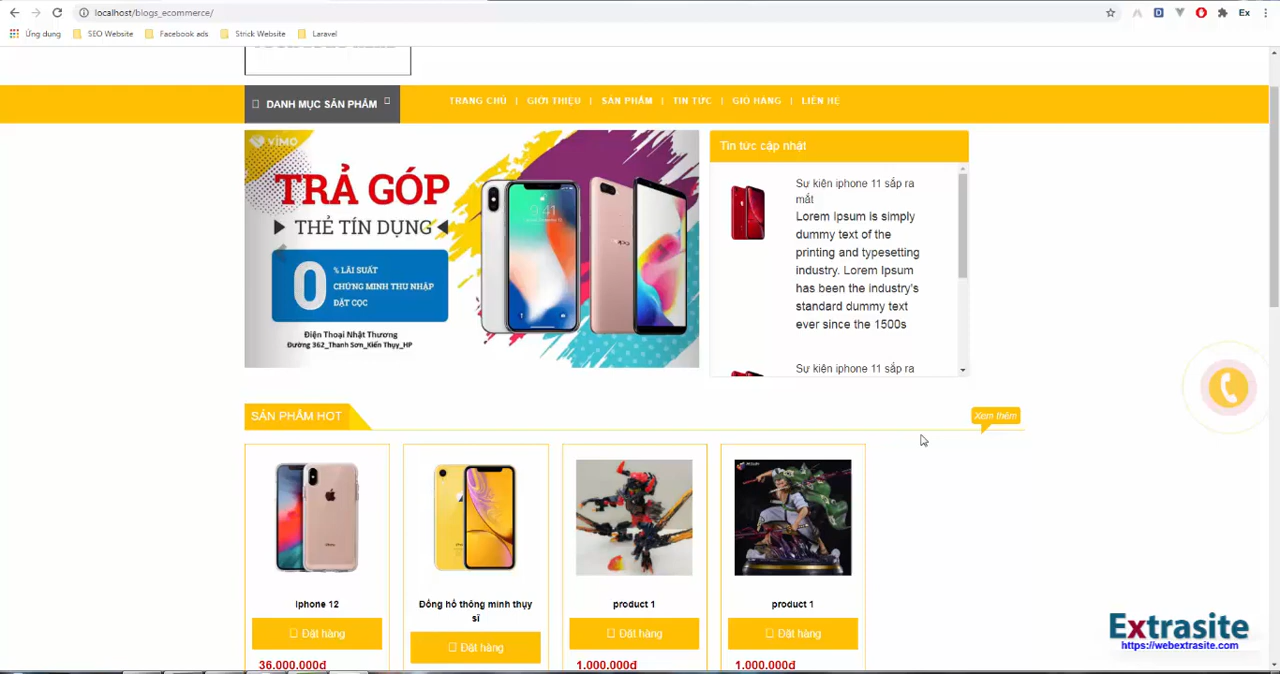 localhost/blogs_ecommerce/
Ex
Ứng dụng
SEO Website
Facebook ads
Strick Website
Laravel
DANH MỤC SẢN PHẨM
TRANG CHỦ | GIỚI THIỆU | SẢN PHẨM | TIN TỨC | GIỎ HÀNG | LIÊN HỆ
VIMO
TRẢ GÓP
THẺ TÍN DỤNG
0
% LÃI SUẤT
CHỨNG MINH THU NHẬP
ĐẶT CỌC
Điện Thoại Nhật Thương
Đường 362_Thanh Sơn_Kiến Thụy_HP
9:41
oppo
Tin tức cập nhật
Sự kiện iphone 11 sắp ra
mắt
Lorem Ipsum is simply
dummy text of the
printing and typesetting
industry. Lorem Ipsum
has been the industry's
standard dummy text
ever since the 1500s
Sự kiện iphone 11 sắp ra
SẢN PHẨM HOT
Xem thêm
iphone 12
Đặt hàng
36.000.000đ
Đồng hồ thông minh thụy
sĩ
Đặt hàng
product 1
Đặt hàng
1.000.000đ
product 1
Đặt hàng
1.000.000đ
Extrasite
https://webextrasite.com